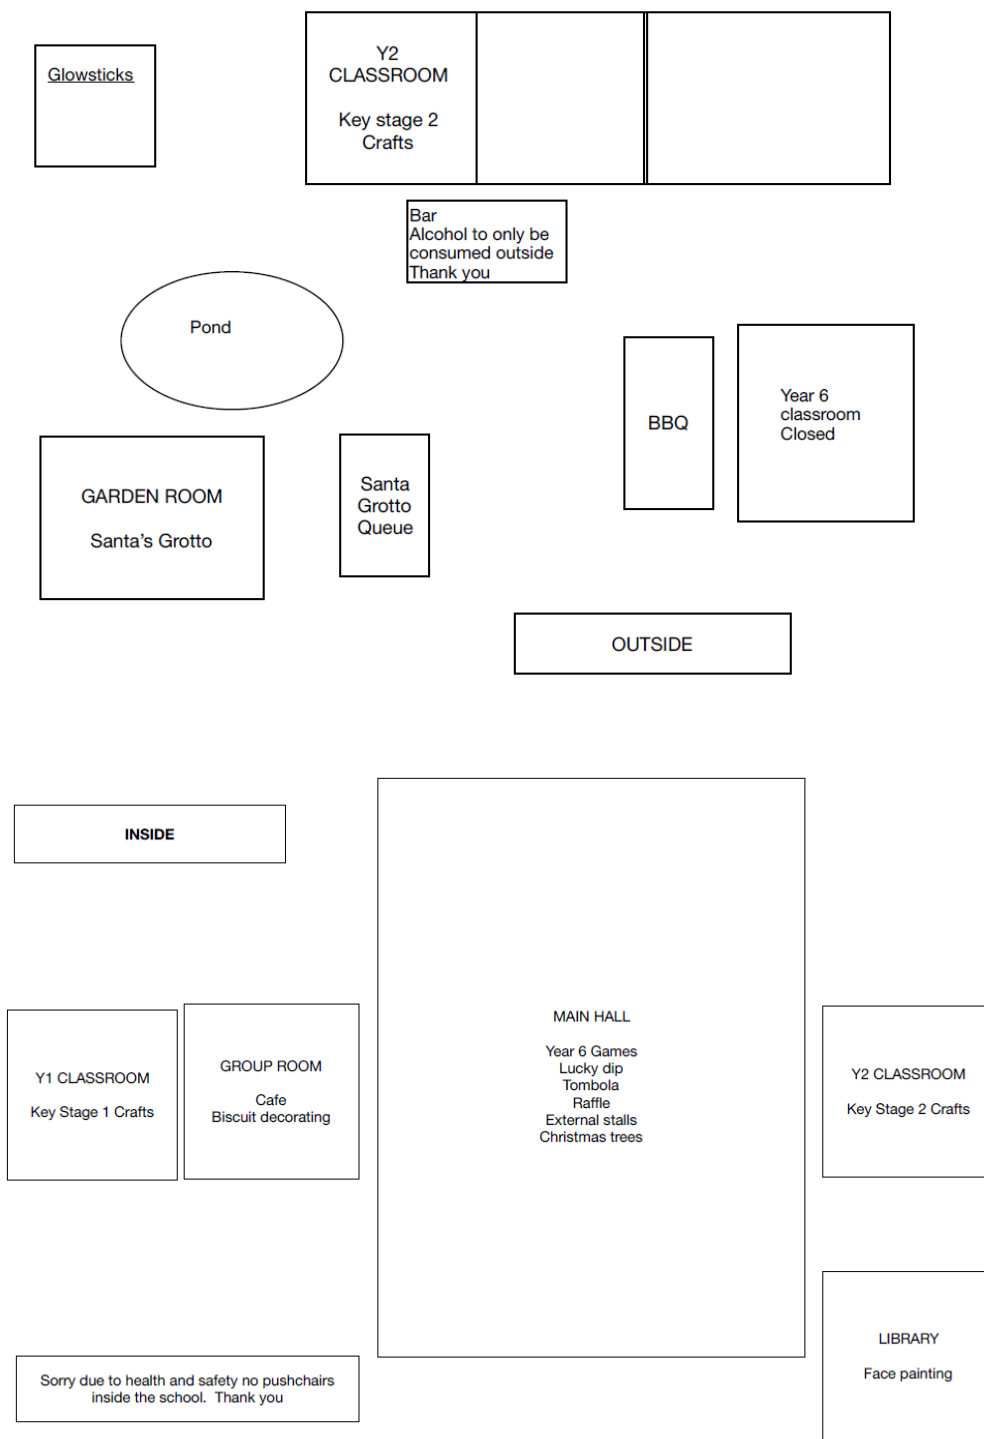 Glowsticks
Y2
CLASSROOM
Key stage 2
Crafts
Bar
Alcohol to only be
consumed outside
Thank you
Pond
BBQ
Year 6
classroom
Closed
GARDEN ROOM
Santa's Grotto
Santa
Grotto
Queue
OUTSIDE
INSIDE
Y1 CLASSROOM
Key Stage 1 Crafts
GROUP ROOM
Cafe
Biscuit decorating
MAIN HALL
Year 6 Games
Lucky dip
Tombola
Raffle
External stalls
Christmas trees
Y2 CLASSROOM
Key Stage 2 Crafts
LIBRARY
Face painting
Sorry due to health and safety no pushchairs
inside the school.  Thank you